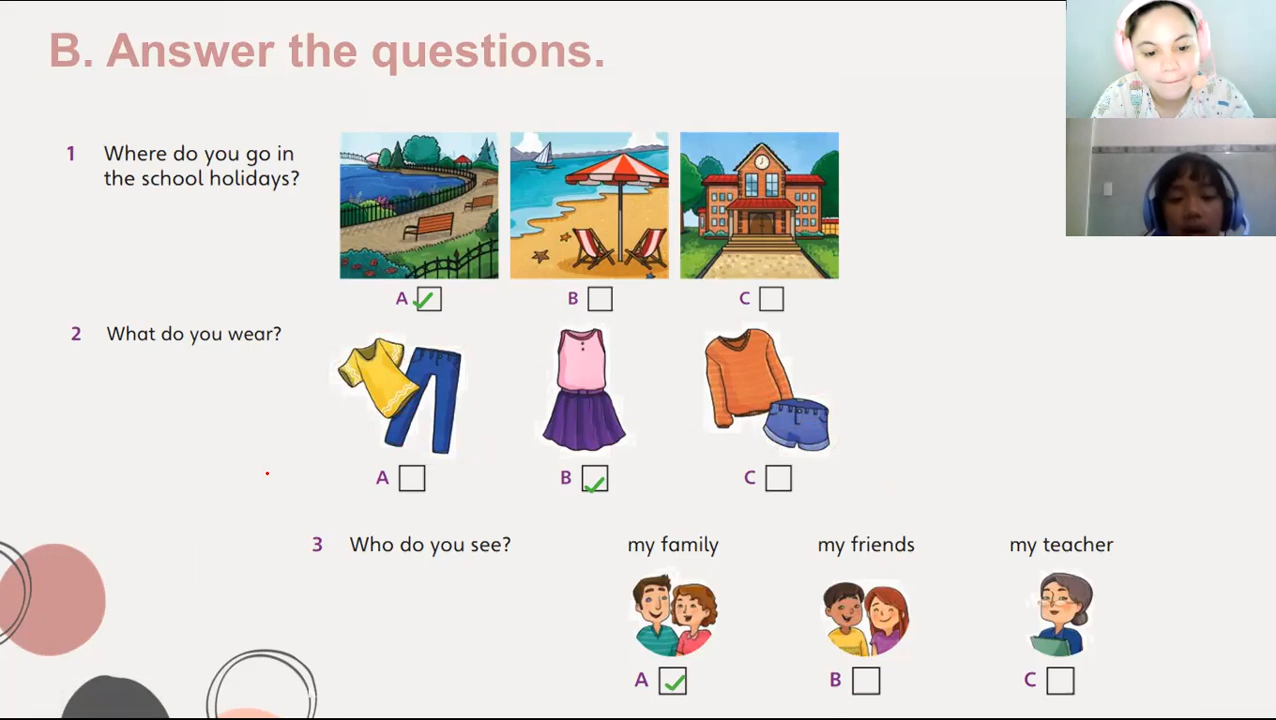 B. Answer the questions.
1 Where do you go in
the school holidays?
A B C
2 What do you wear?
A B C
3 Who do you see? my family my friends my teacher
A B C